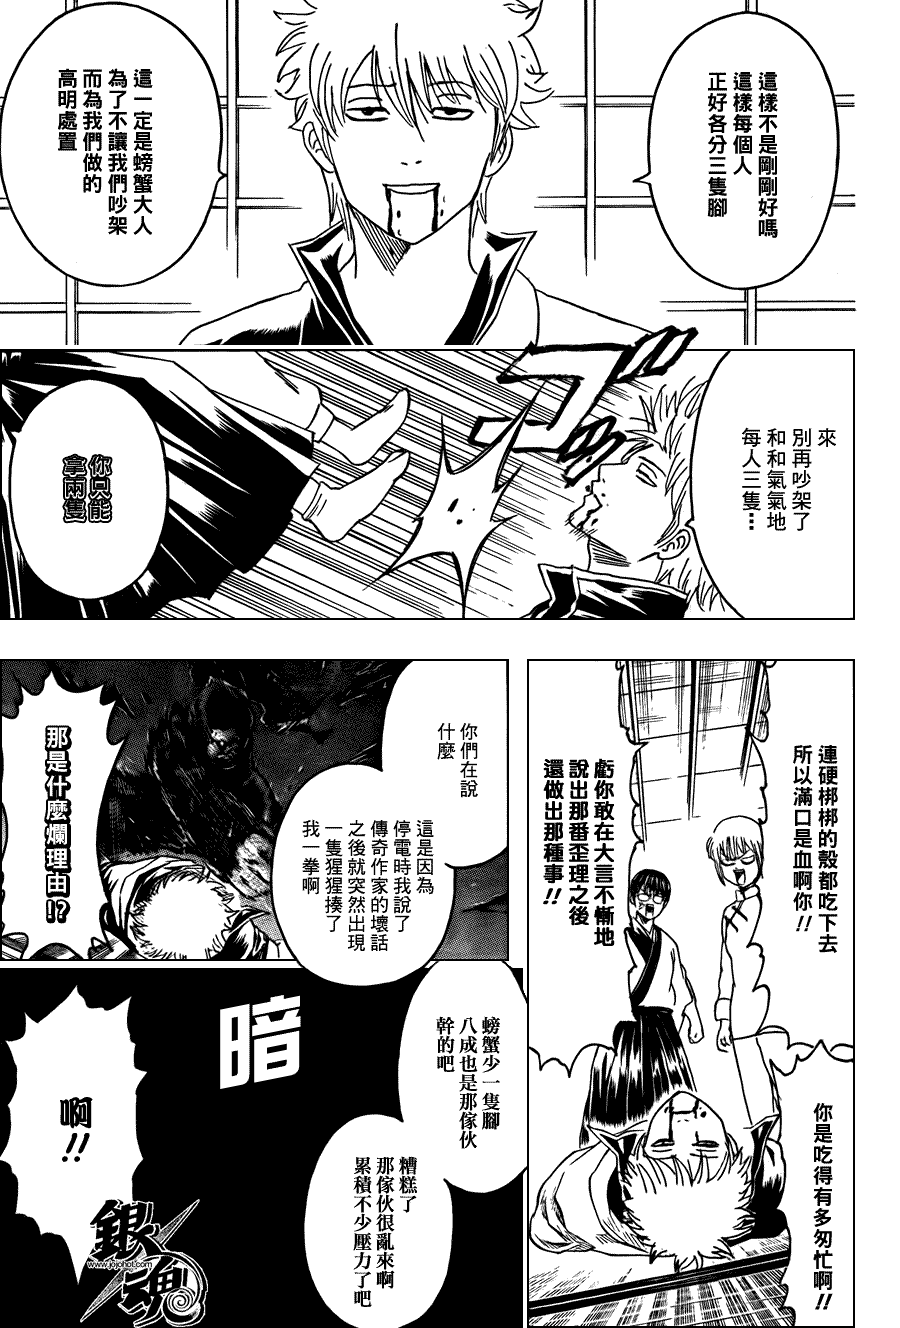 這樣不是剛剛好嗎
這樣每個人
正好各分三隻腳
這一定是螃蟹大人
為了不讓我們吵架
而為我們做的
高明處置
來
別再吵架了
和和氣氣地
每人三隻…
ゴッ
你只能
拿兩隻
連硬梆梆的殼都吃下去
所以滿口是血啊你!!
虧你敢在大言不慚地
說出那番歪理之後
還做出那種事!!
你是吃得有多匆忙啊!!
你們在說
什麼
這是因為
停電時我說了
傳奇作家的壞話
之後就突然出現
一隻猩猩揍了
我一拳啊
那是什麼爛理由!?
螃蟹少一隻腳
八成也是那傢伙
幹的吧
糟糕了
那傢伙很亂來啊
累積不少壓力了吧
暗
啊!!
銀魂
www.jojohot.com